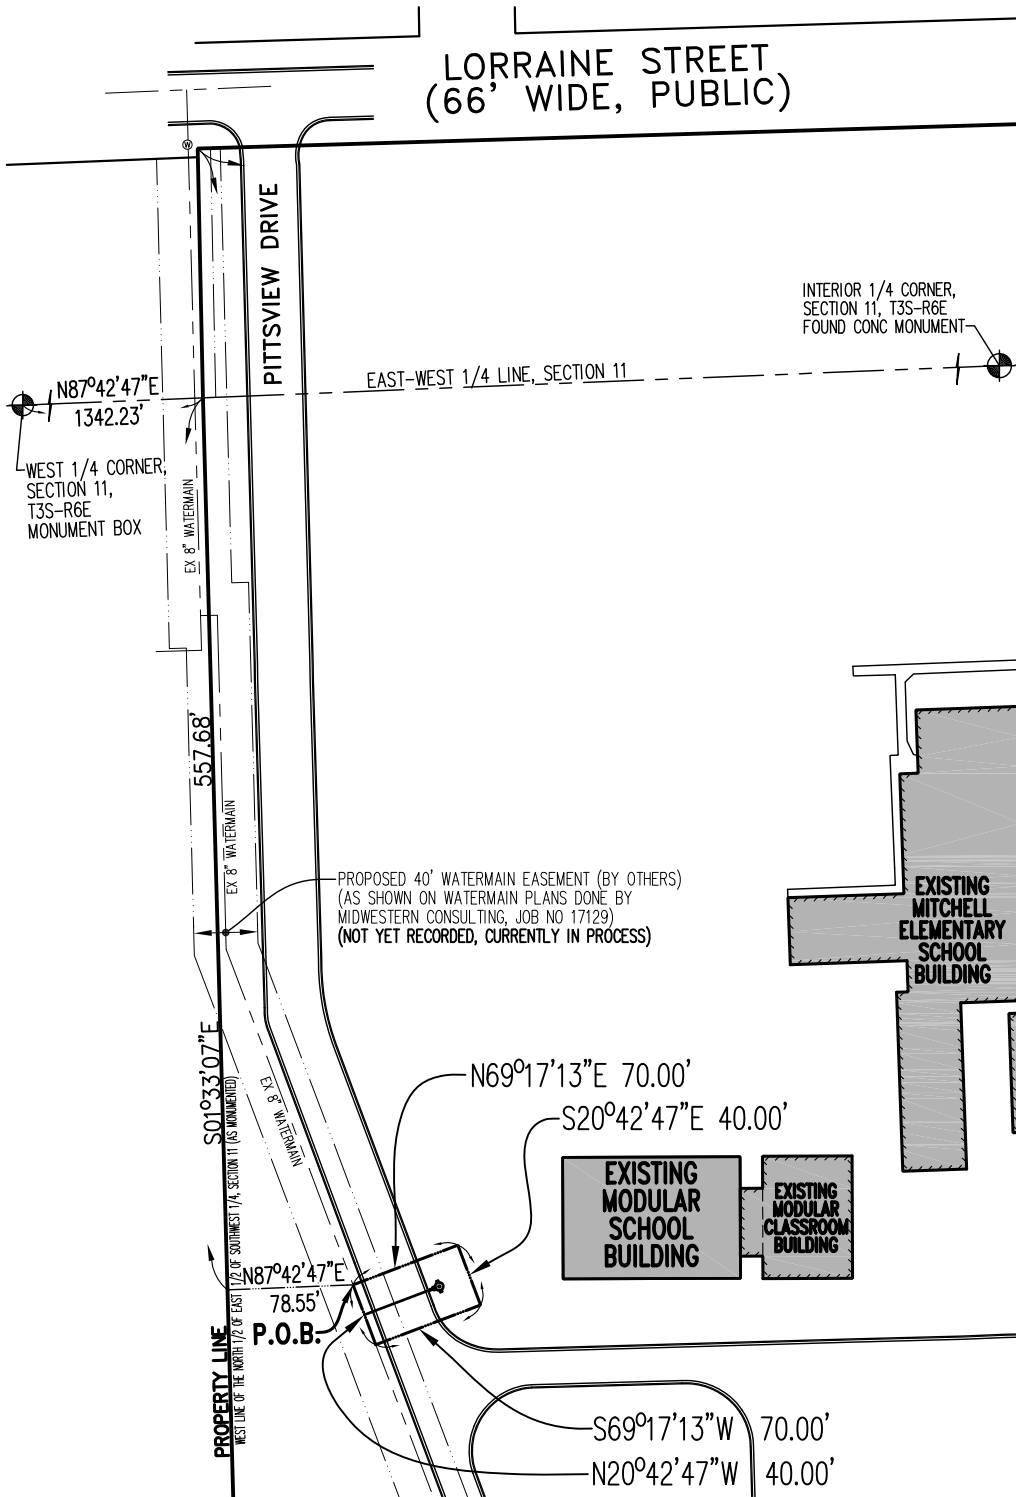 LORRAINE STREET
(66' WIDE, PUBLIC)
W
PITTSVIEW DRIVE
INTERIOR 1/4 CORNER,
SECTION 11, T3S-R6E
FOUND CONC MONUMENT
EAST-WEST 1/4 LINE, SECTION 11
N87°42'47"E
1342.23'
WEST 1/4 CORNER,
SECTION 11,
T3S-R6E
MONUMENT BOX
EX 8" WATERMAIN
557.68'
EX 8" WATERMAIN
PROPOSED 40' WATERMAIN EASEMENT (BY OTHERS)
(AS SHOWN ON WATERMAIN PLANS DONE BY
MIDWESTERN CONSULTING, JOB NO 17129)
(NOT YET RECORDED, CURRENTLY IN PROCESS)
EXISTING
MITCHELL
ELEMENTARY
SCHOOL
BUILDING
S01°33'07"E
WEST LINE OF THE NORTH 1/2 OF EAST 1/2 OF SOUTHWEST 1/4, SECTION 11 (AS MONUMENTED)
EX 8" WATERMAIN
N69°17'13"E 70.00'
S20°42'47"E 40.00'
EXISTING
MODULAR
SCHOOL
BUILDING
EXISTING
MODULAR
CLASSROOM
BUILDING
N87°42'47"E
78.55'
P.O.B.
PROPERTY LINE
S69°17'13"W 70.00'
N20°42'47"W 40.00'